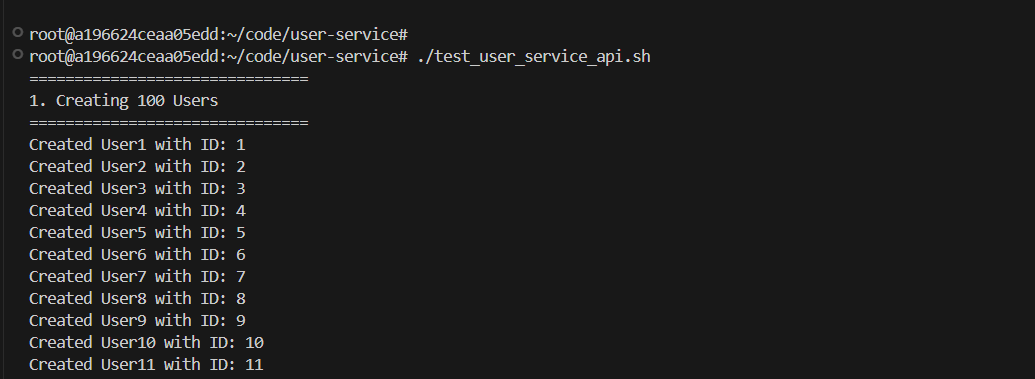 root@a196624ceaa05edd:~/code/user-service#
root@a196624ceaa05edd:~/code/user-service# ./test_user_service_api.sh
===============================
1. Creating 100 Users
===============================
Created User1 with ID: 1
Created User2 with ID: 2
Created User3 with ID: 3
Created User4 with ID: 4
Created User5 with ID: 5
Created User6 with ID: 6
Created User7 with ID: 7
Created User8 with ID: 8
Created User9 with ID: 9
Created User10 with ID: 10
Created User11 with ID: 11